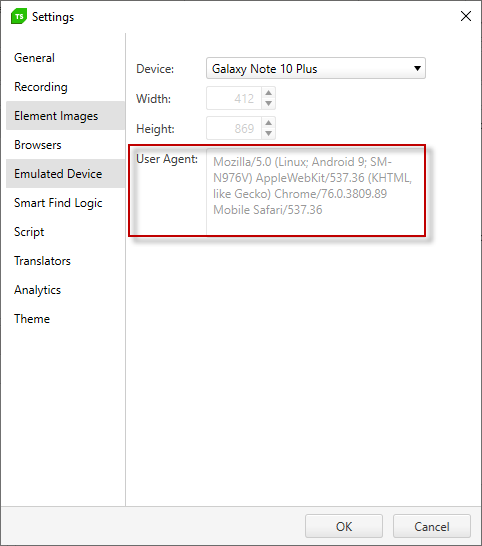 TS Settings
General
Recording
Element Images
Browsers
Emulated Device
Smart Find Logic
Script
Translators
Analytics
Theme
Device: Galaxy Note 10 Plus
Width: 412
Height: 869
User Agent: Mozilla/5.0 (Linux; Android 9; SM-
N976V) AppleWebKit/537.36 (KHTML,
like Gecko) Chrome/76.0.3809.89
Mobile Safari/537.36
OK Cancel